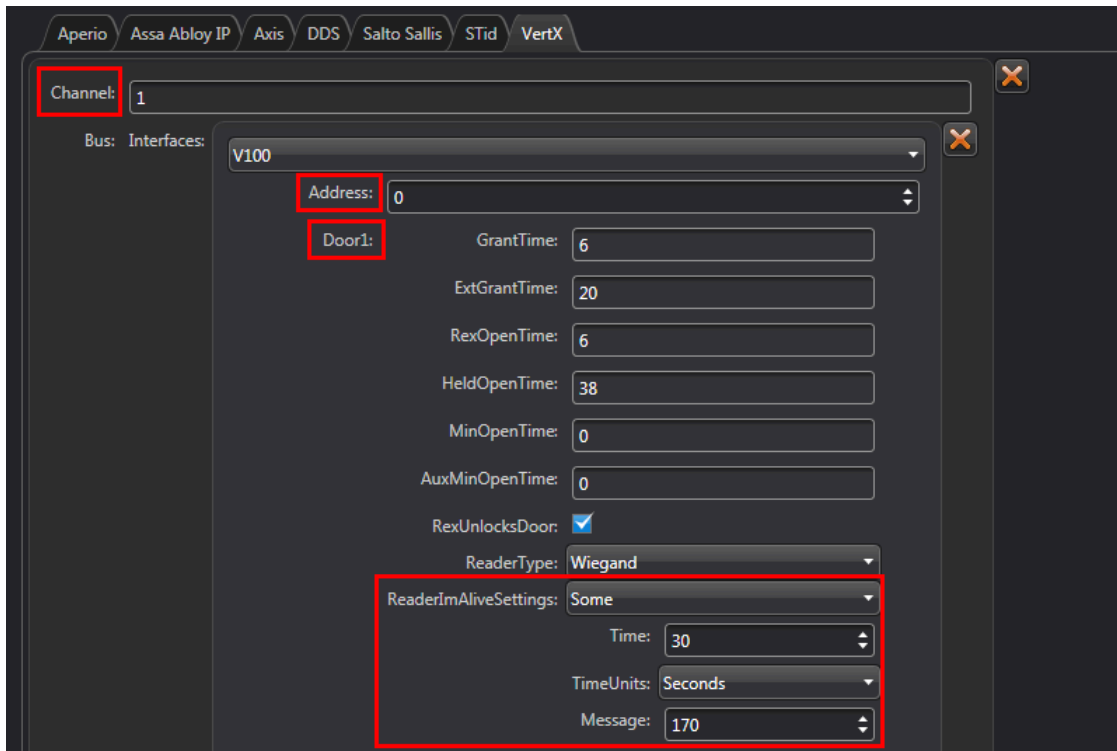 Aperio Assa Abloy IP Axis DDS Salto Sallis STid VertX
Channel: 1
Bus: Interfaces: V100
Address: 0
Door1: GrantTime: 6
ExtGrantTime: 20
RexOpenTime: 6
HeldOpenTime: 38
MinOpenTime: 0
AuxMinOpenTime: 0
RexUnlocksDoor:
ReaderType: Wiegand
ReaderImAliveSettings: Some
Time: 30
TimeUnits: Seconds
Message: 170